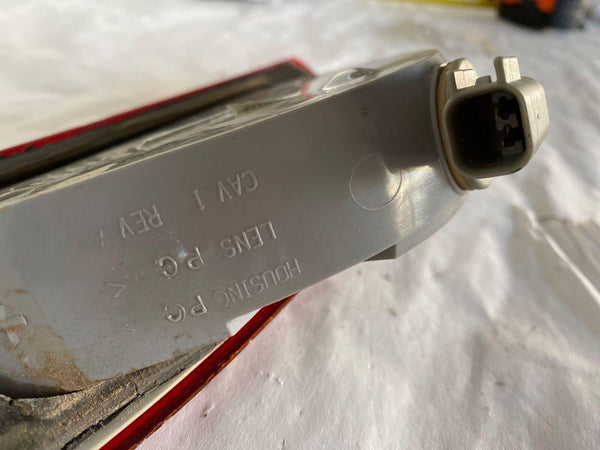 HOUSING PC
LENS PC
CAV 1 REV A